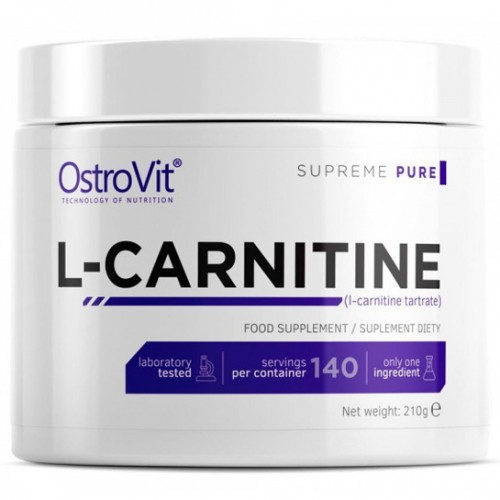 OstroVit®
TECHNOLOGY OF NUTRITION
SUPREME PURE
L-CARNITINE
(l-carnitine tartrate)
FOOD SUPPLEMENT / SUPLEMENT DIETY
laboratory tested
servings per container 140
only one ingredient
Net weight: 210g ℮